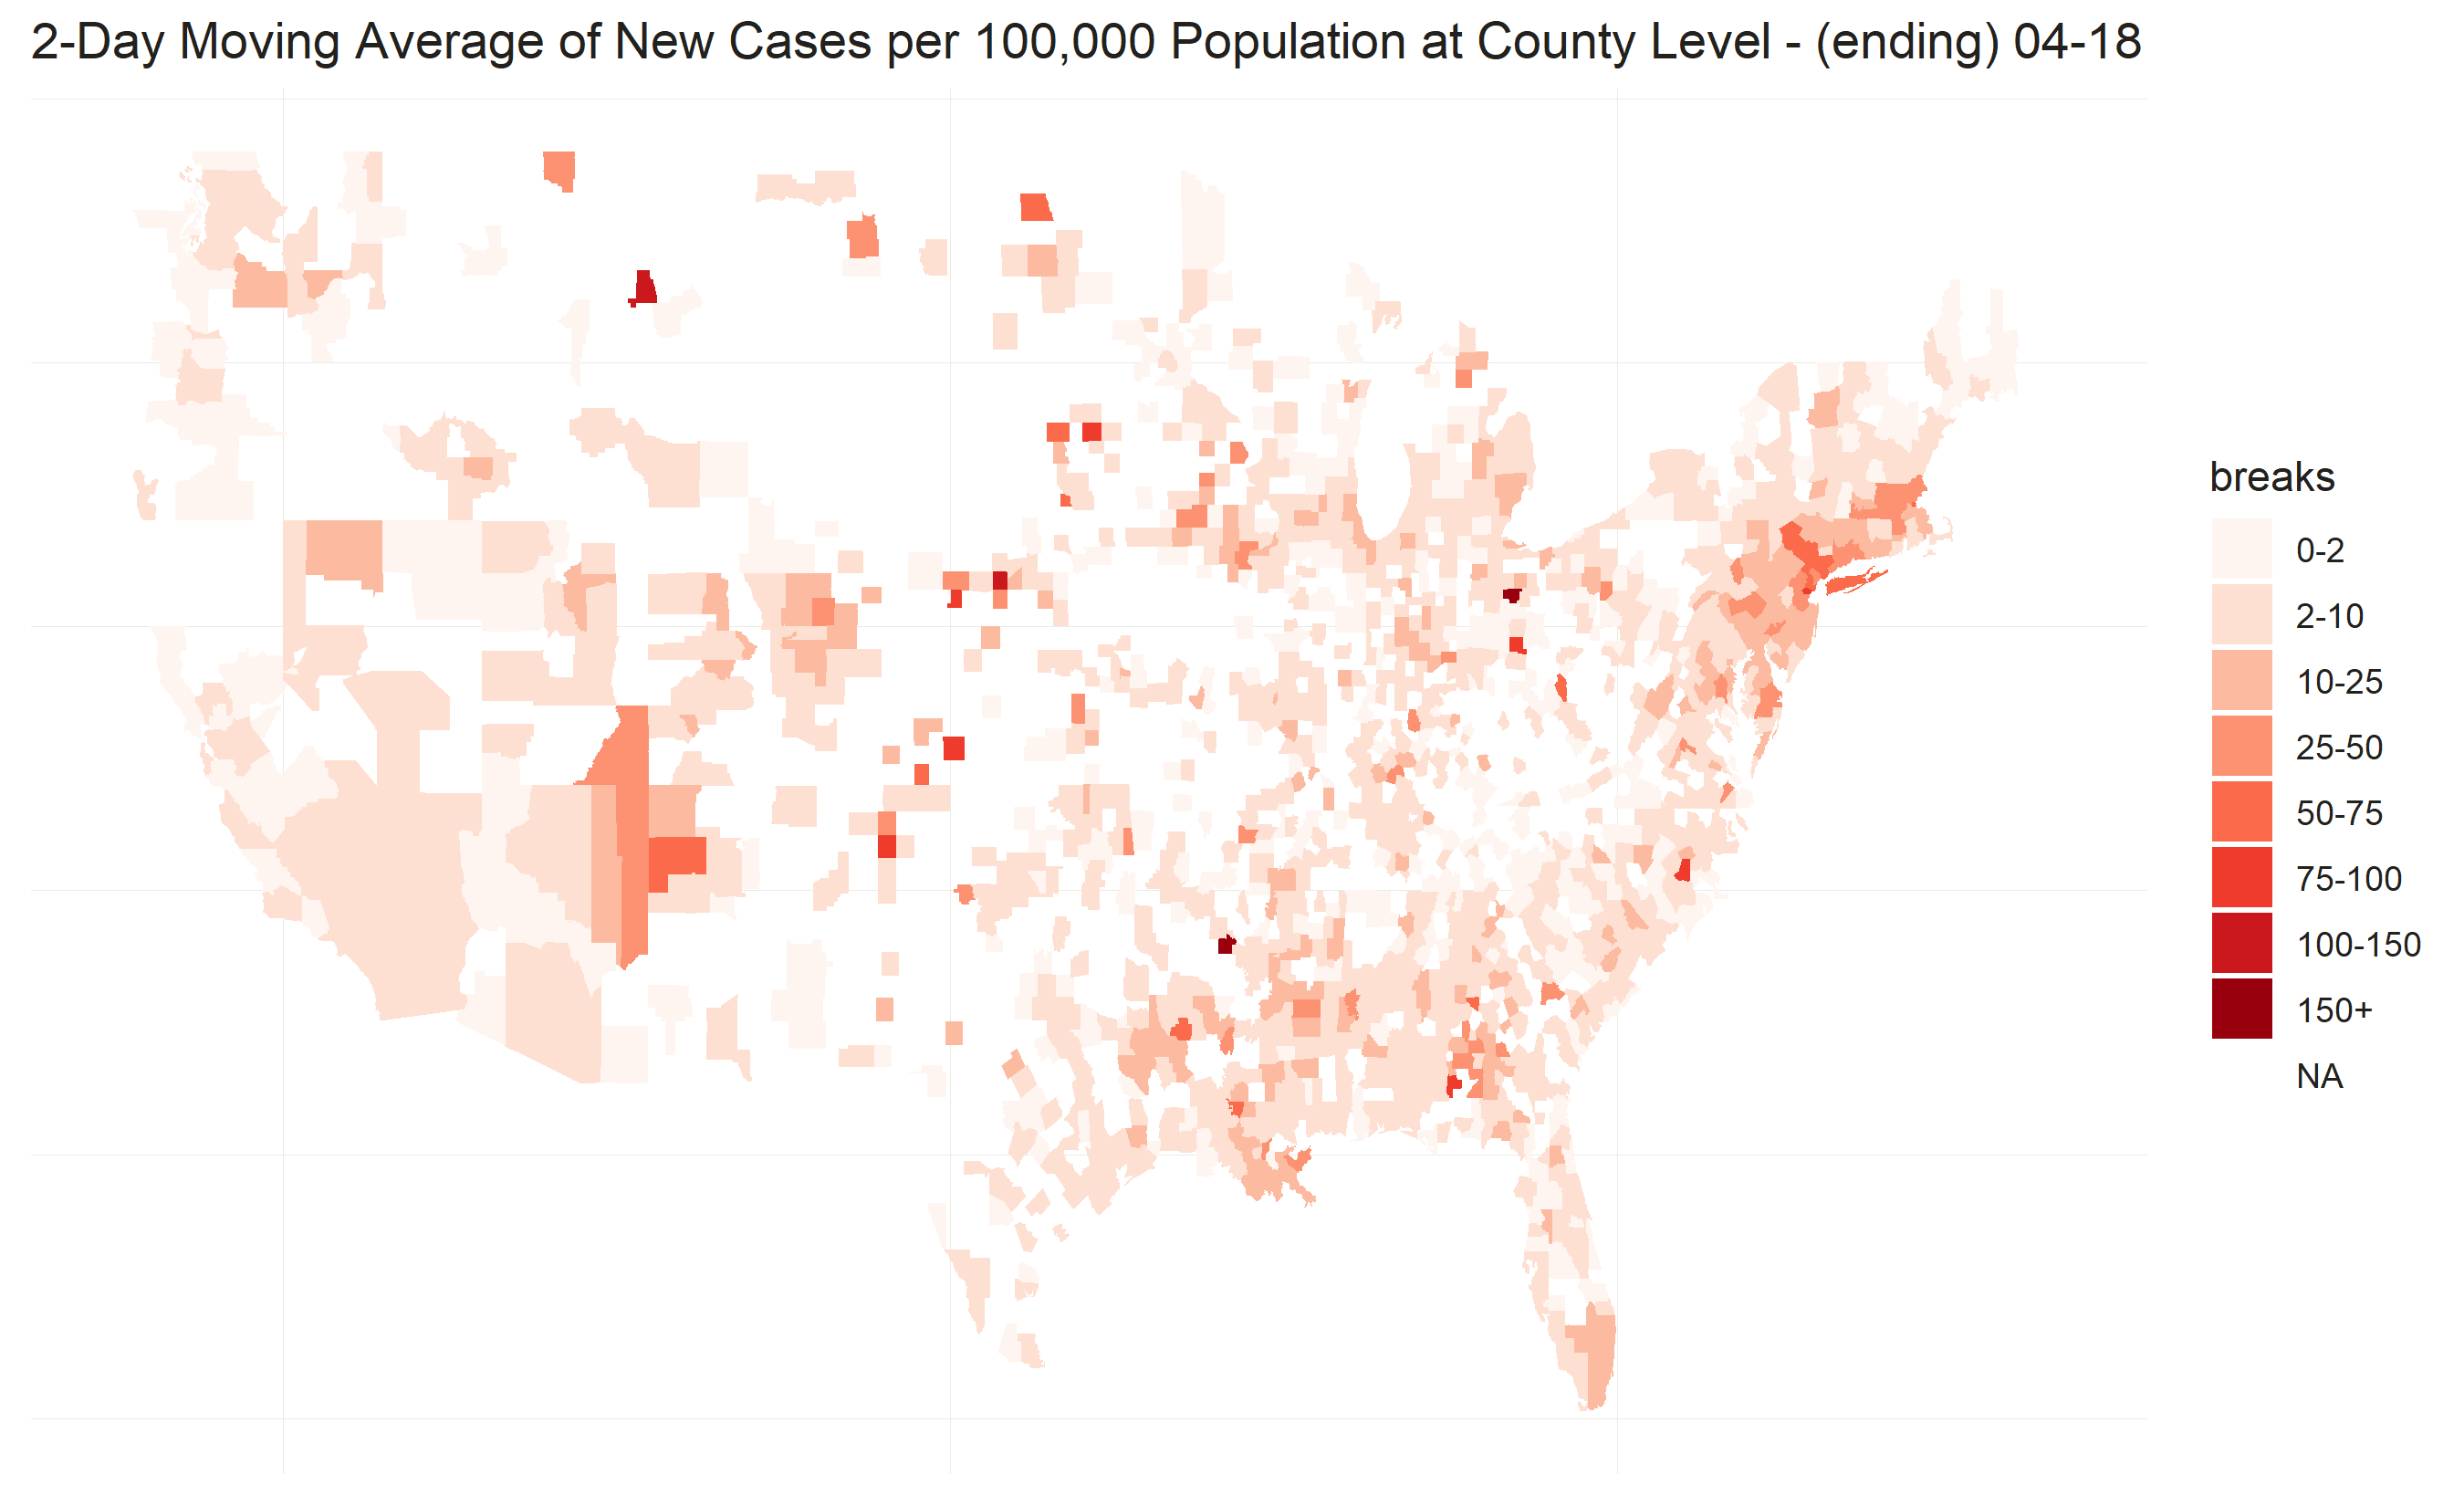 2-Day Moving Average of New Cases per 100,000 Population at County Level - (ending) 04-18
breaks
0-2
2-10
10-25
25-50
50-75
75-100
100-150
150+
NA